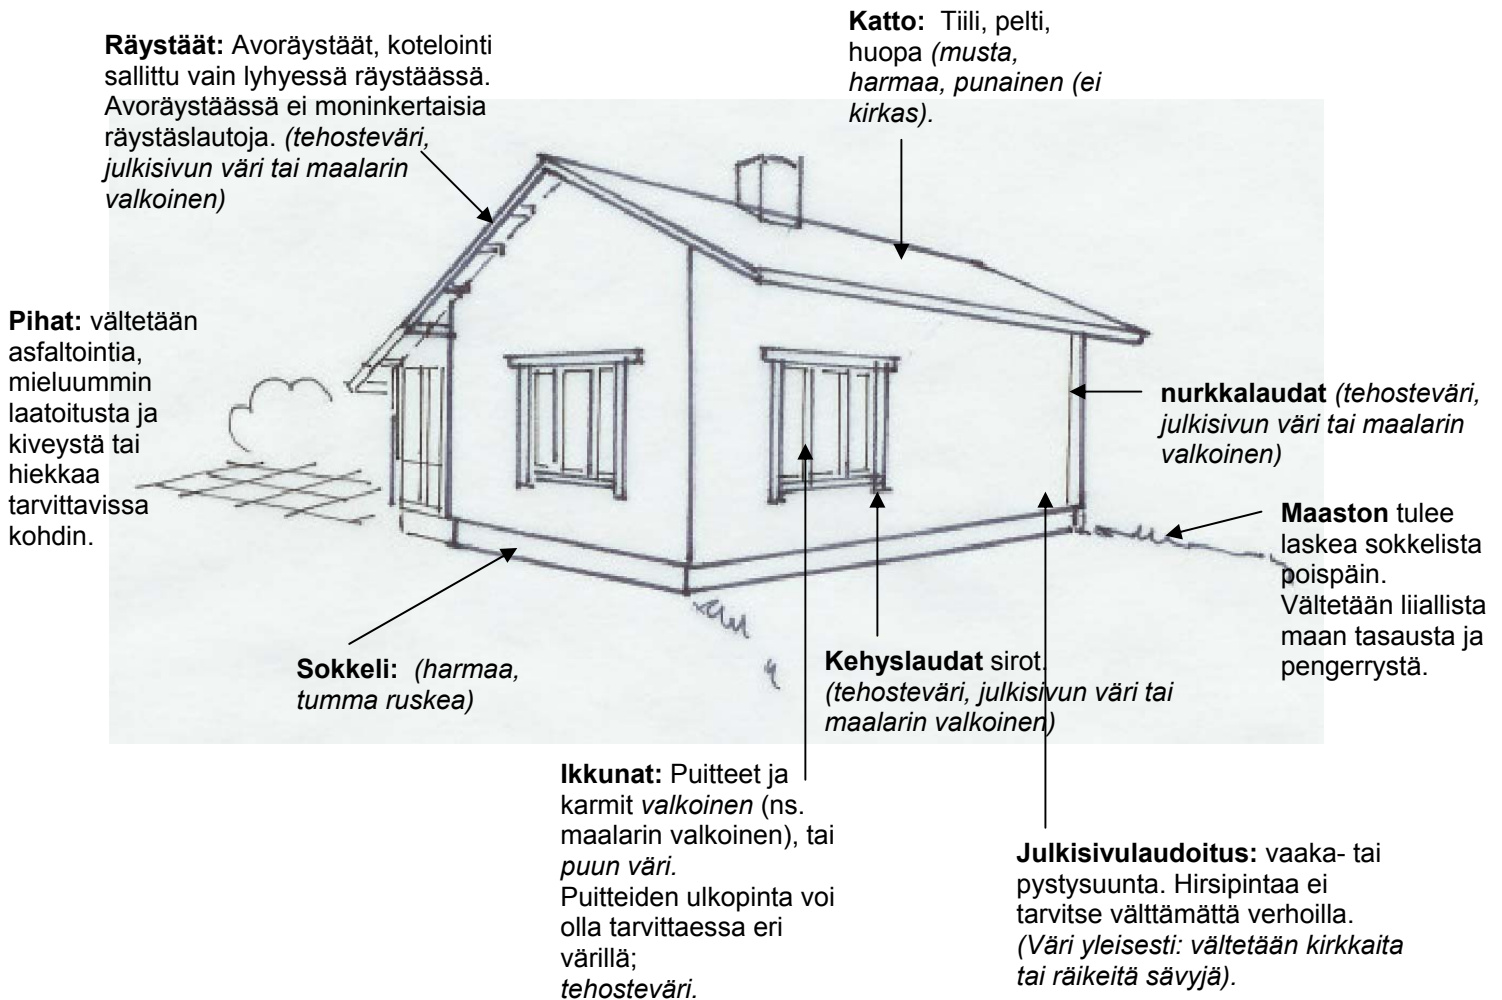 Räystäät: Avoräystäät, kotelointi
sallittu vain lyhyessä räystäässä.
Avoräystäässä ei moninkertaisia
räystäslautoja. (tehosteväri,
julkisivun väri tai maalarin
valkoinen)
Katto: Tiili, pelti,
huopa (musta,
harmaa, punainen (ei
kirkas).
Pihat: vältetään
asfaltointia,
mieluummin
laatoitusta ja
kiveystä tai
hiekkaa
tarvittavissa
kohdin.
nurkkalaudat (tehosteväri,
julkisivun väri tai maalarin
valkoinen)
Maaston tulee
laskea sokkelista
poispäin.
Vältetään liiallista
maan tasausta ja
pengerrystä.
Sokkeli: (harmaa,
tumma ruskea)
Kehyslaudat sirot.
(tehosteväri, julkisivun väri tai
maalarin valkoinen)
Ikkunat: Puitteet ja
karmit valkoinen (ns.
maalarin valkoinen), tai
puun väri.
Puitteiden ulkopinta voi
olla tarvittaessa eri
värillä;
tehosteväri.
Julkisivulaudoitus: vaaka- tai
pystysuunta. Hirsipintaa ei
tarvitse välttämättä verhoilla.
(Väri yleisesti: vältetään kirkkaita
tai räikeitä sävyjä).